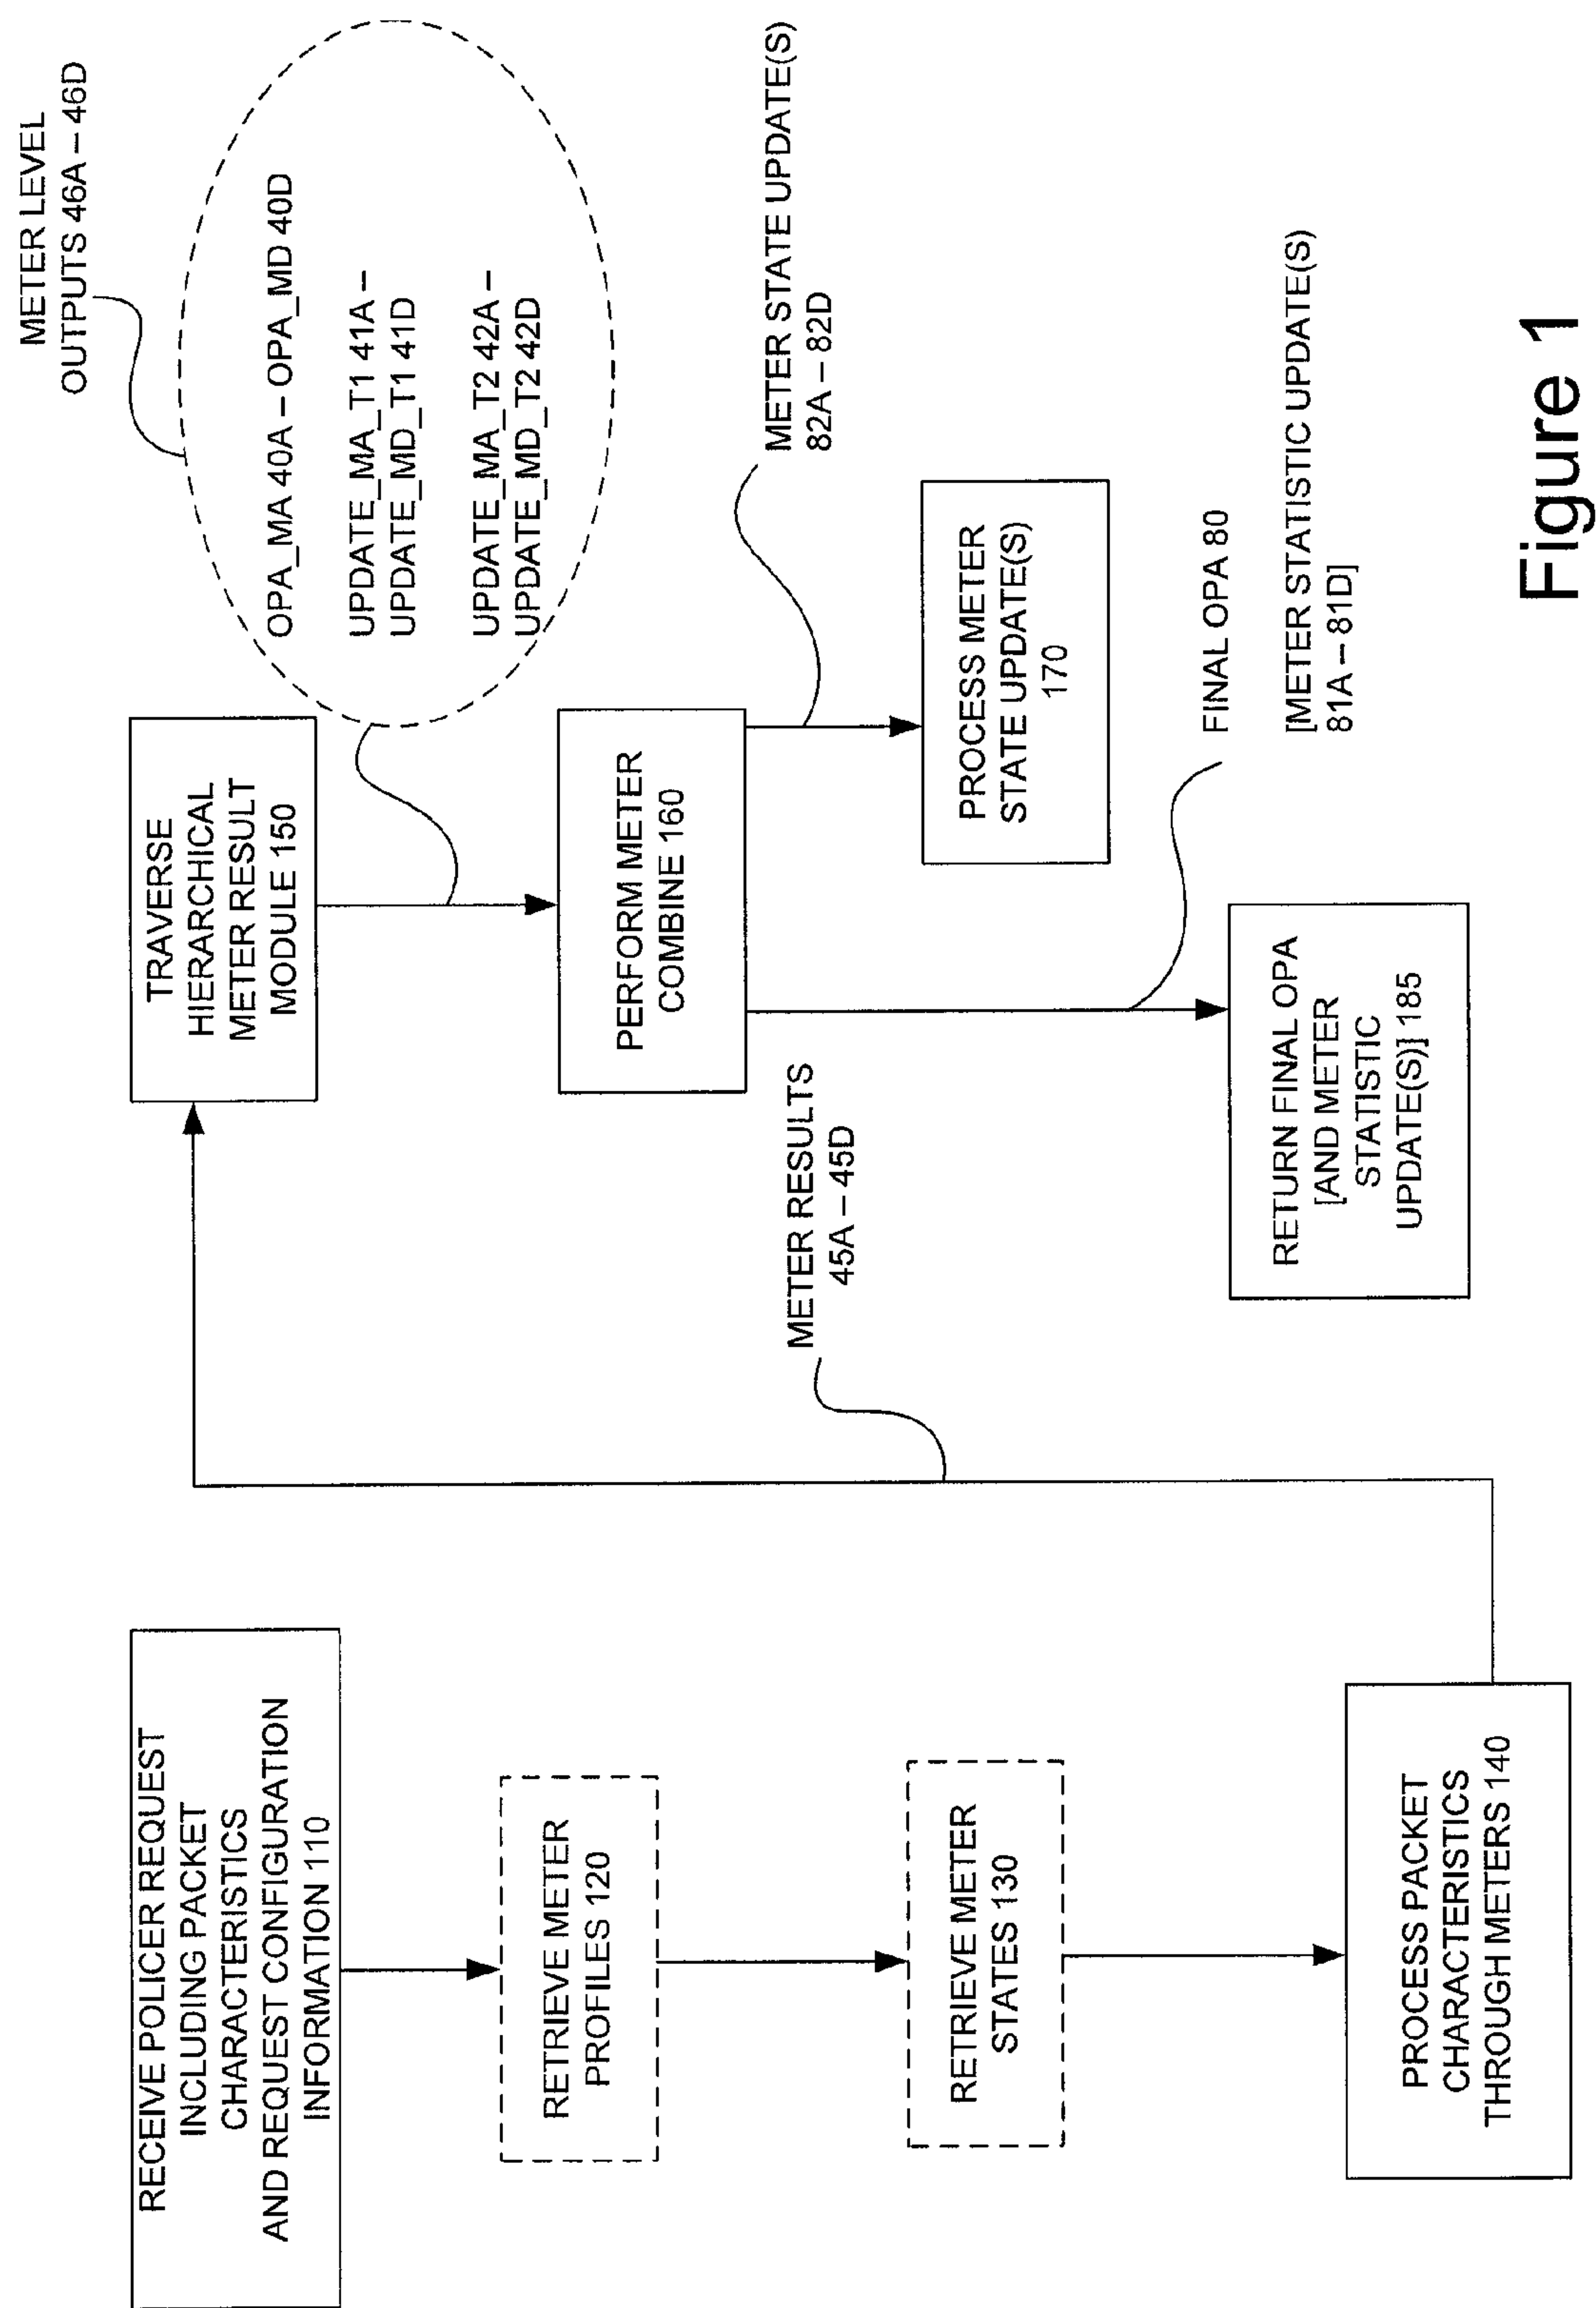 RECEIVE POLICER REQUEST
INCLUDING PACKET
CHARACTERISTICS
AND REQUEST CONFIGURATION
INFORMATION 110
RETRIEVE METER
PROFILES 120
RETRIEVE METER
STATES 130
PROCESS PACKET
CHARACTERISTICS
THROUGH METERS 140
METER RESULTS
45A – 45D
TRAVERSE
HIERARCHICAL
METER RESULT
MODULE 150
METER LEVEL
OUTPUTS 46A – 46D
OPA_MA 40A – OPA_MD 40D
UPDATE_MA_T1 41A –
UPDATE_MD_T1 41D
UPDATE_MA_T2 42A –
UPDATE_MD_T2 42D
PERFORM METER
COMBINE 160
METER STATE UPDATE(S)
82A – 82D
PROCESS METER
STATE UPDATE(S)
170
FINAL OPA 80
[METER STATISTIC UPDATE(S)
81A – 81D]
RETURN FINAL OPA
[AND METER
STATISTIC
UPDATE(S)] 185
Figure 1